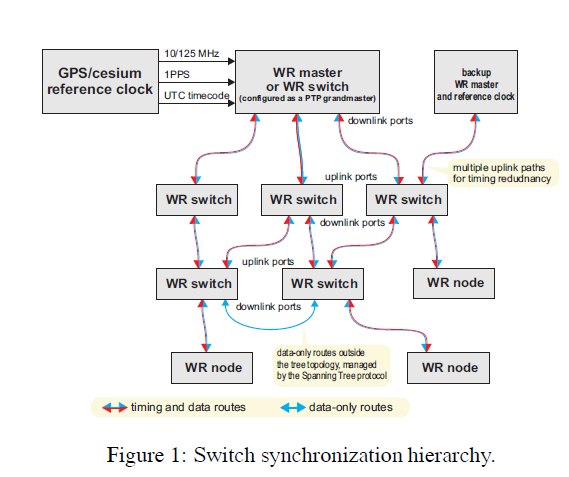 10/125 MHz
GPS/cesium
reference clock
1PPS
UTC timecode
WR master
or WR switch
(configured as a PTP grandmaster)
backup
WR master
and reference clock
downlink ports
multiple uplink paths
for timing redudnancy
uplink ports
WR switch
WR switch
WR switch
downlink ports
uplink ports
WR switch
WR switch
WR node
downlink ports
data-only routes outside
the tree topology, managed
by the Spanning Tree protocol
WR node
WR node
timing and data routes
data-only routes
Figure 1: Switch synchronization hierarchy.